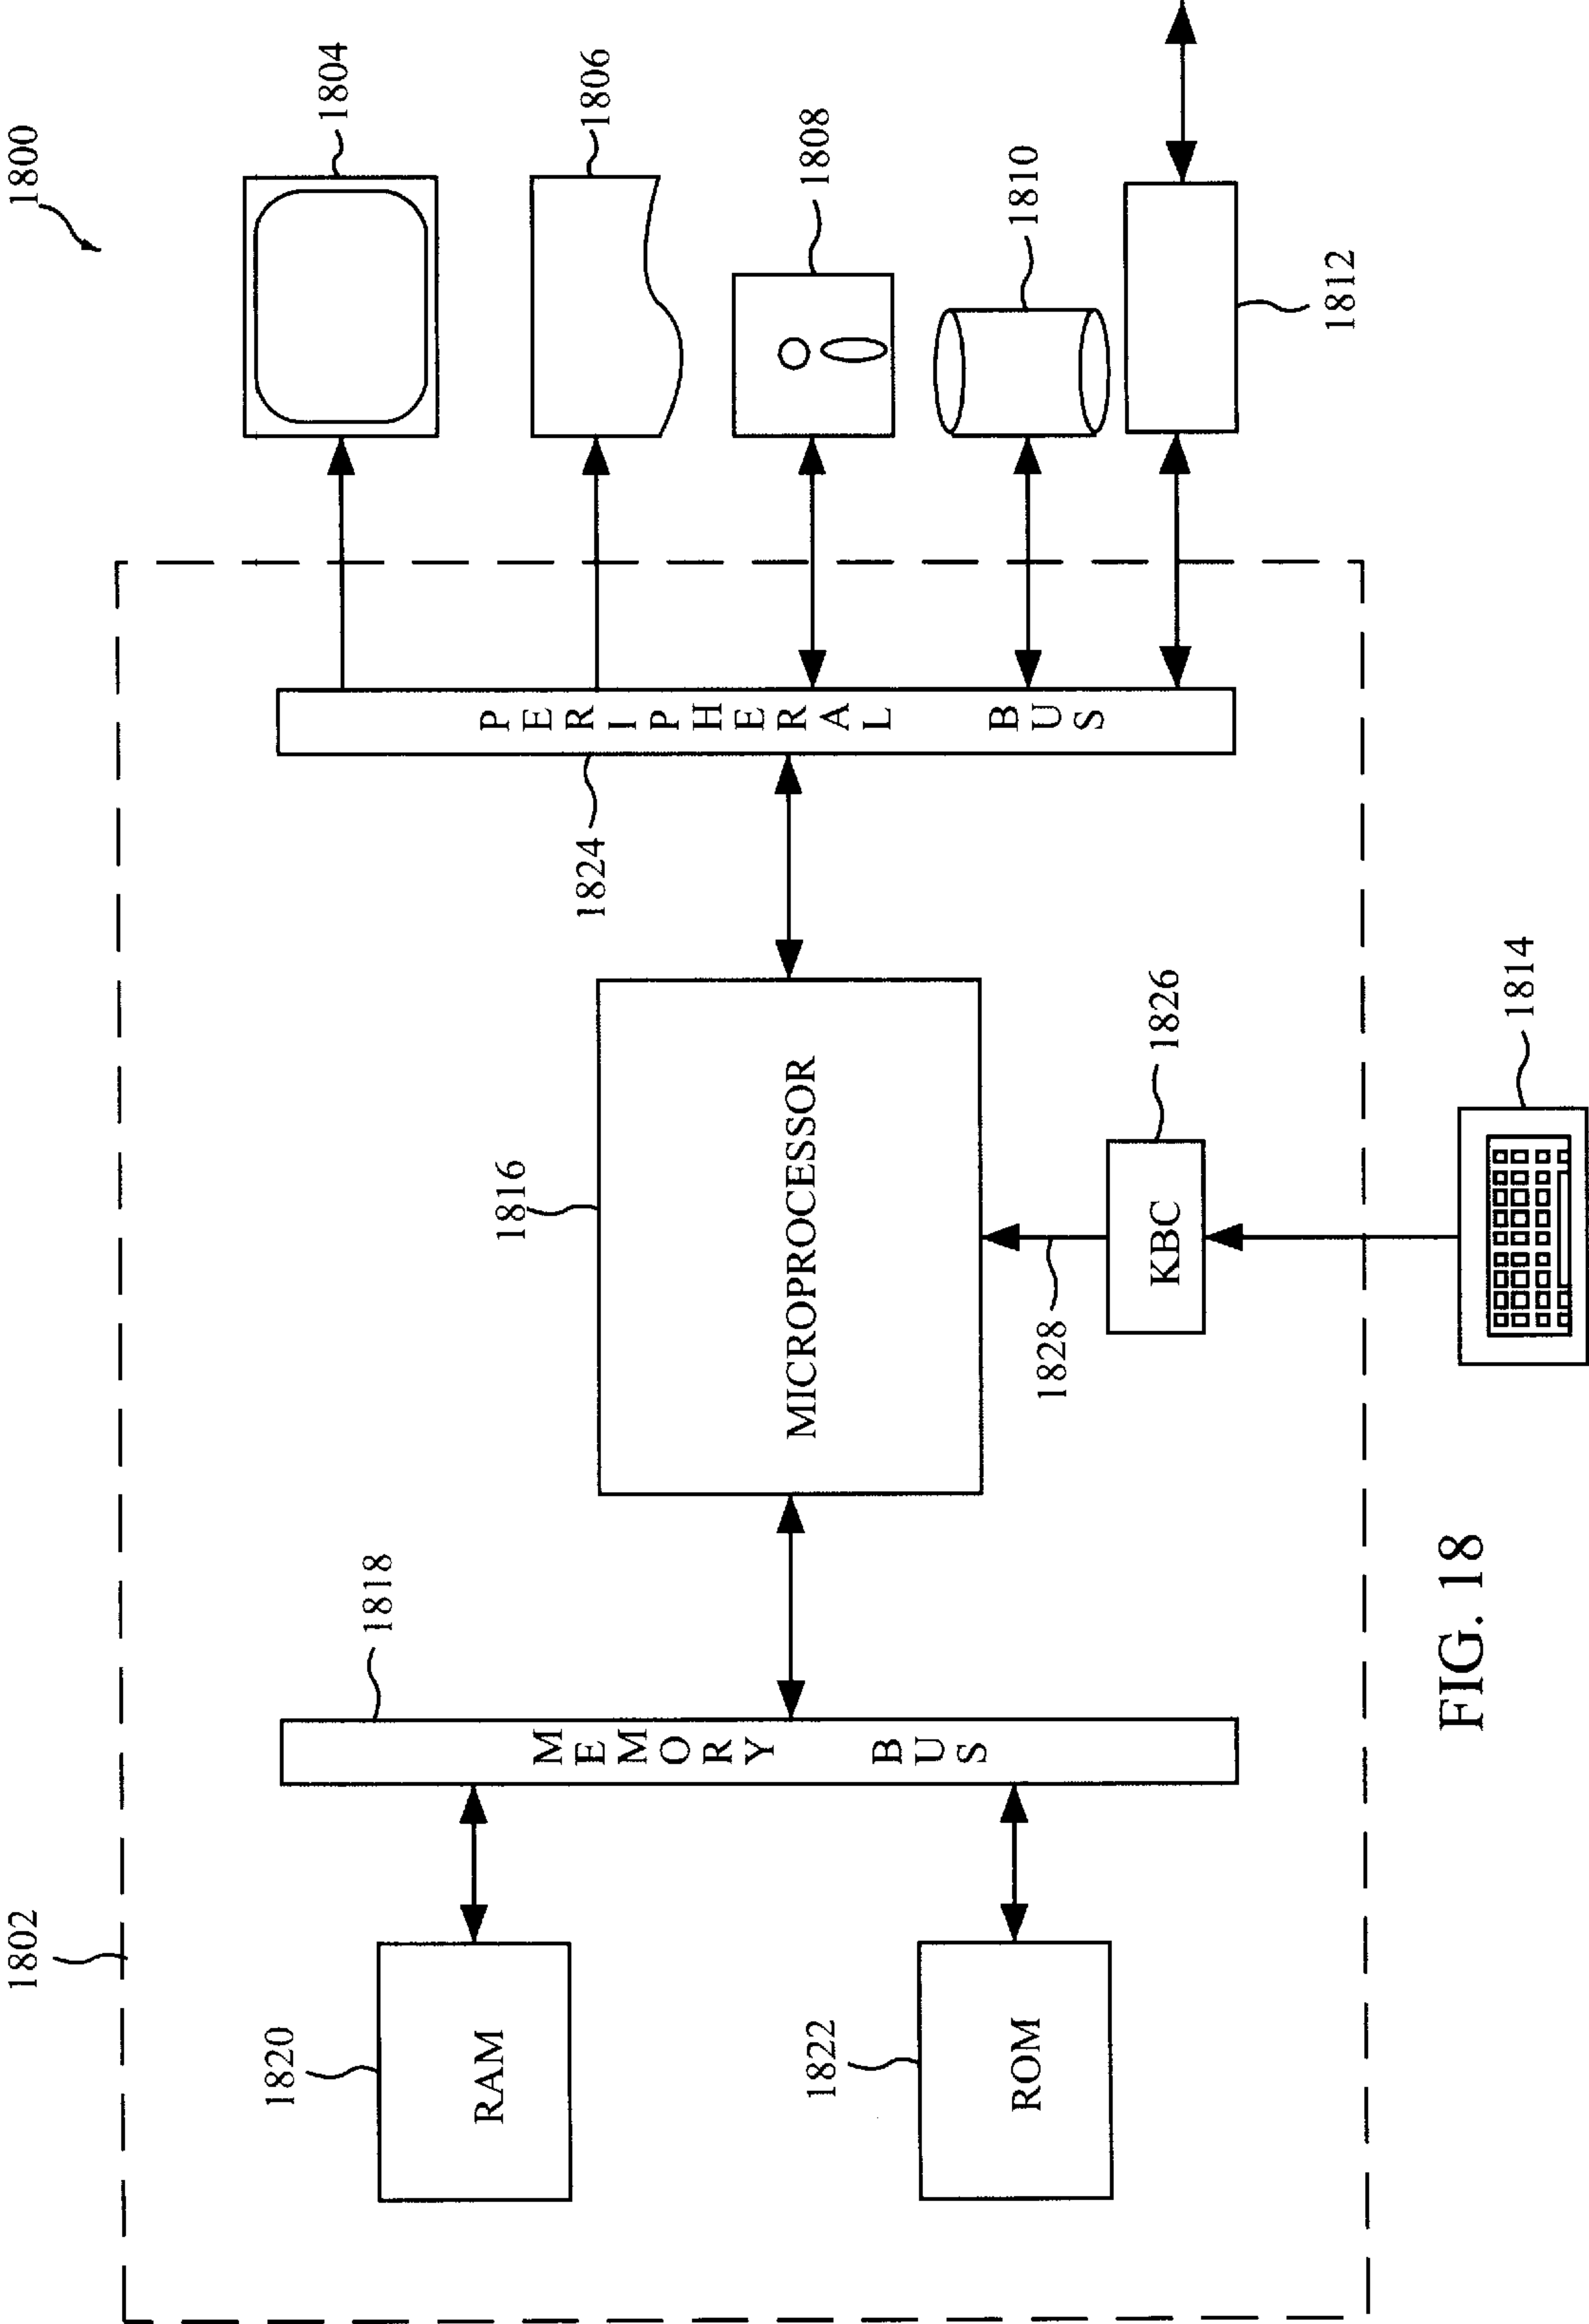 1800
1802
1804
1806
1808
1810
1812
1824
PERIPHERAL BUS
1816
MICROPROCESSOR
1826
KBC
1828
1814
1818
MEMORY BUS
1820
RAM
1822
ROM
FIG. 18